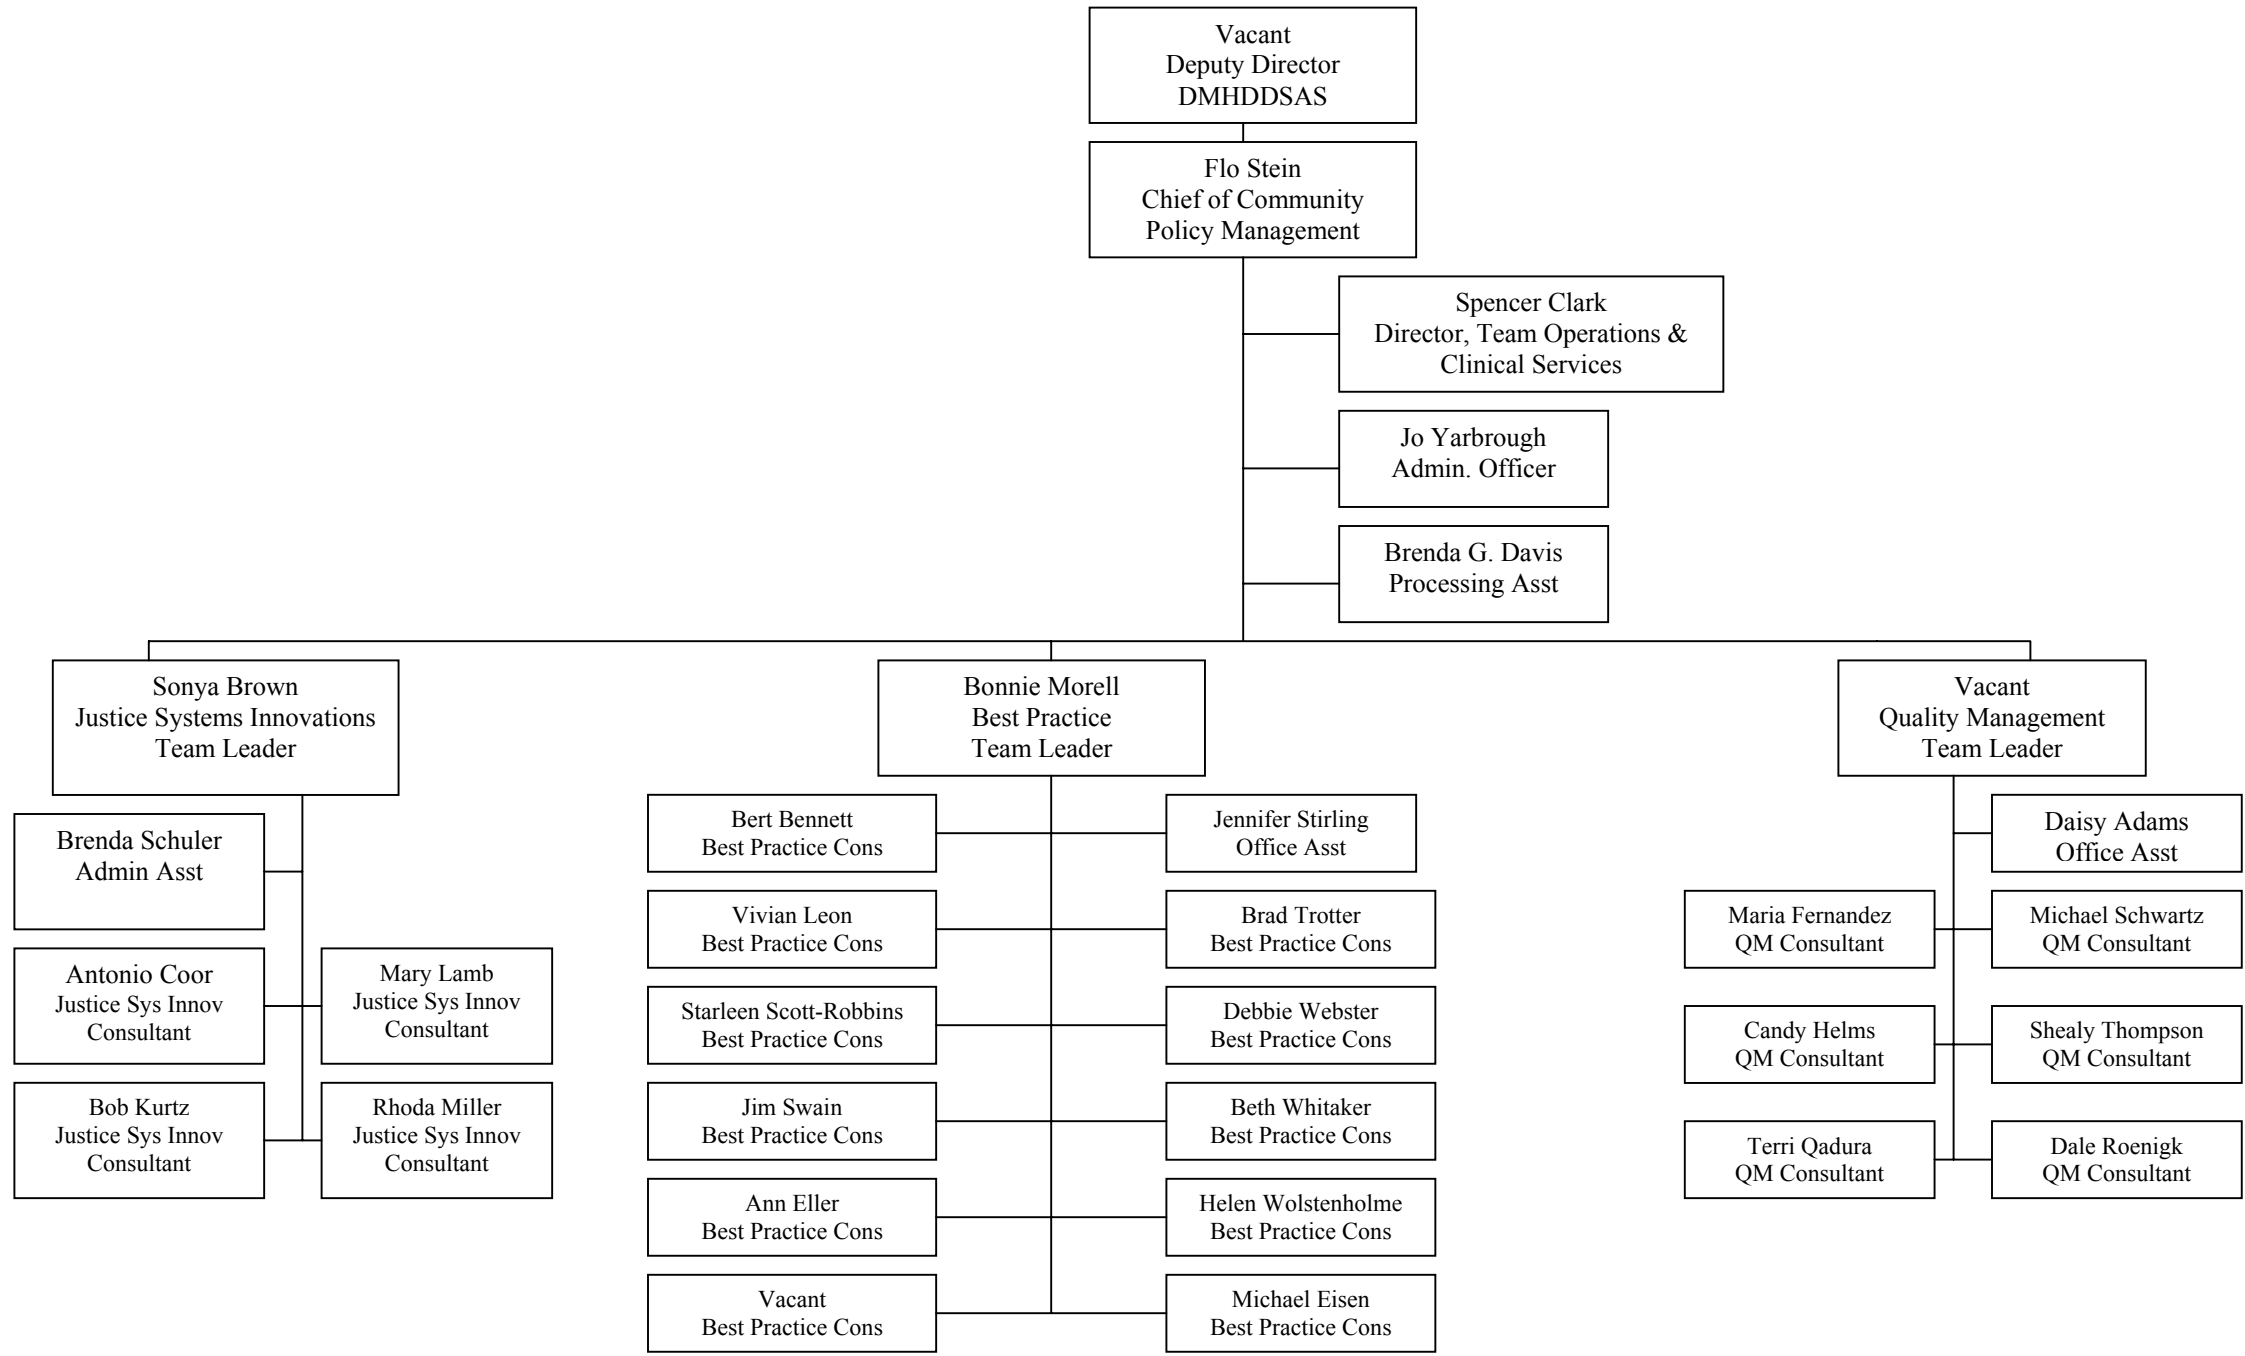 Vacant
Deputy Director
DMHDDSAS
Flo Stein
Chief of Community
Policy Management
Spencer Clark
Director, Team Operations &
Clinical Services
Jo Yarbrough
Admin. Officer
Brenda G. Davis
Processing Asst
Sonya Brown
Justice Systems Innovations
Team Leader
Brenda Schuler
Admin Asst
Antonio Coor
Justice Sys Innov
Consultant
Mary Lamb
Justice Sys Innov
Consultant
Bob Kurtz
Justice Sys Innov
Consultant
Rhoda Miller
Justice Sys Innov
Consultant
Bonnie Morell
Best Practice
Team Leader
Bert Bennett
Best Practice Cons
Jennifer Stirling
Office Asst
Vivian Leon
Best Practice Cons
Brad Trotter
Best Practice Cons
Starleen Scott-Robbins
Best Practice Cons
Debbie Webster
Best Practice Cons
Jim Swain
Best Practice Cons
Beth Whitaker
Best Practice Cons
Ann Eller
Best Practice Cons
Helen Wolstenholme
Best Practice Cons
Vacant
Best Practice Cons
Michael Eisen
Best Practice Cons
Vacant
Quality Management
Team Leader
Daisy Adams
Office Asst
Maria Fernandez
QM Consultant
Michael Schwartz
QM Consultant
Candy Helms
QM Consultant
Shealy Thompson
QM Consultant
Terri Qadura
QM Consultant
Dale Roenigk
QM Consultant